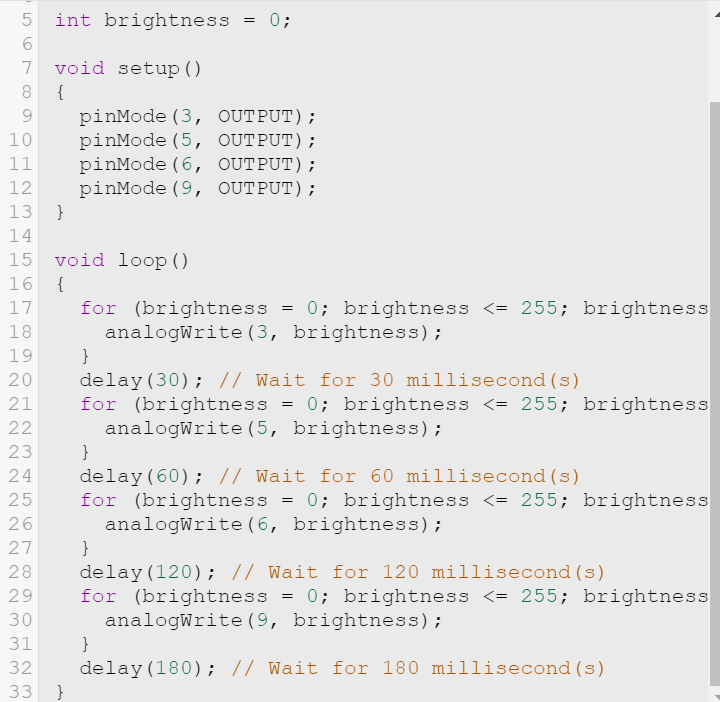 5 int brightness = 0;
6
7 void setup()
8 {
9   pinMode(3, OUTPUT);
10   pinMode(5, OUTPUT);
11   pinMode(6, OUTPUT);
12   pinMode(9, OUTPUT);
13 }
14
15 void loop()
16 {
17   for (brightness = 0; brightness <= 255; brightness
18     analogWrite(3, brightness);
19   }
20   delay(30); // Wait for 30 millisecond(s)
21   for (brightness = 0; brightness <= 255; brightness
22     analogWrite(5, brightness);
23   }
24   delay(60); // Wait for 60 millisecond(s)
25   for (brightness = 0; brightness <= 255; brightness
26     analogWrite(6, brightness);
27   }
28   delay(120); // Wait for 120 millisecond(s)
29   for (brightness = 0; brightness <= 255; brightness
30     analogWrite(9, brightness);
31   }
32   delay(180); // Wait for 180 millisecond(s)
33 }